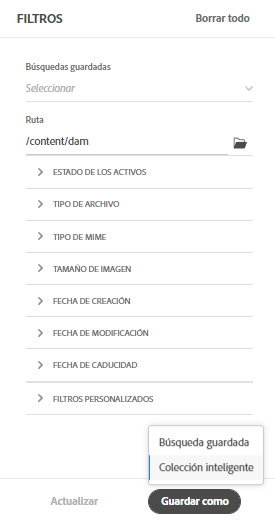 FILTROS
Borrar todo
Búsquedas guardadas
Seleccionar
Ruta
/content/dam
ESTADO DE LOS ACTIVOS
TIPO DE ARCHIVO
TIPO DE MIME
TAMAÑO DE IMAGEN
FECHA DE CREACIÓN
FECHA DE MODIFICACIÓN
FECHA DE CADUCIDAD
FILTROS PERSONALIZADOS
Búsqueda guardada
Colección inteligente
Actualizar
Guardar como